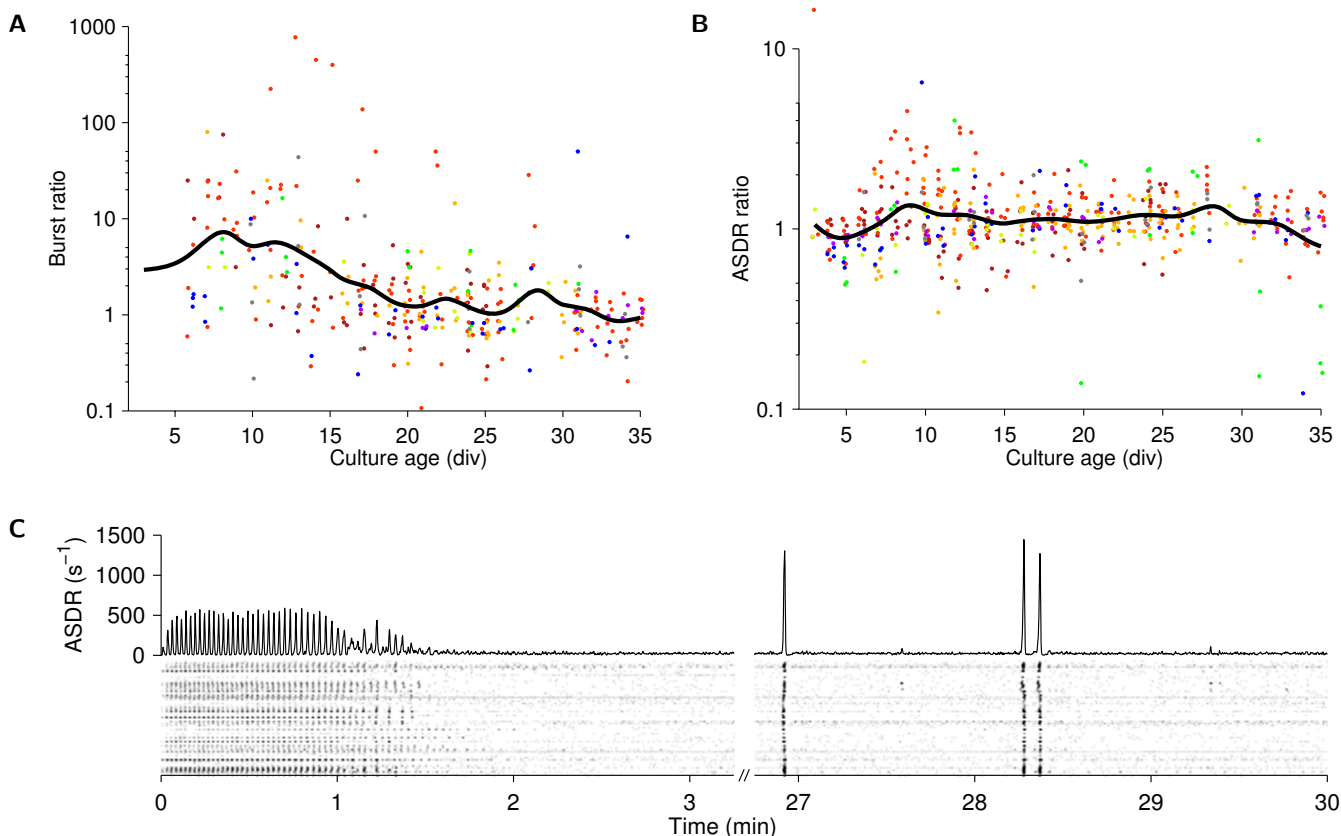 A
1000
100
10
1
0.1
Burst ratio
5 10 15 20 25 30 35
Culture age (div)
B
10
1
0.1
ASDR ratio
5 10 15 20 25 30 35
Culture age (div)
C
1500
1000
500
0
ASDR (s⁻¹)
0 1 2 3 // 27 28 29 30
Time (min)